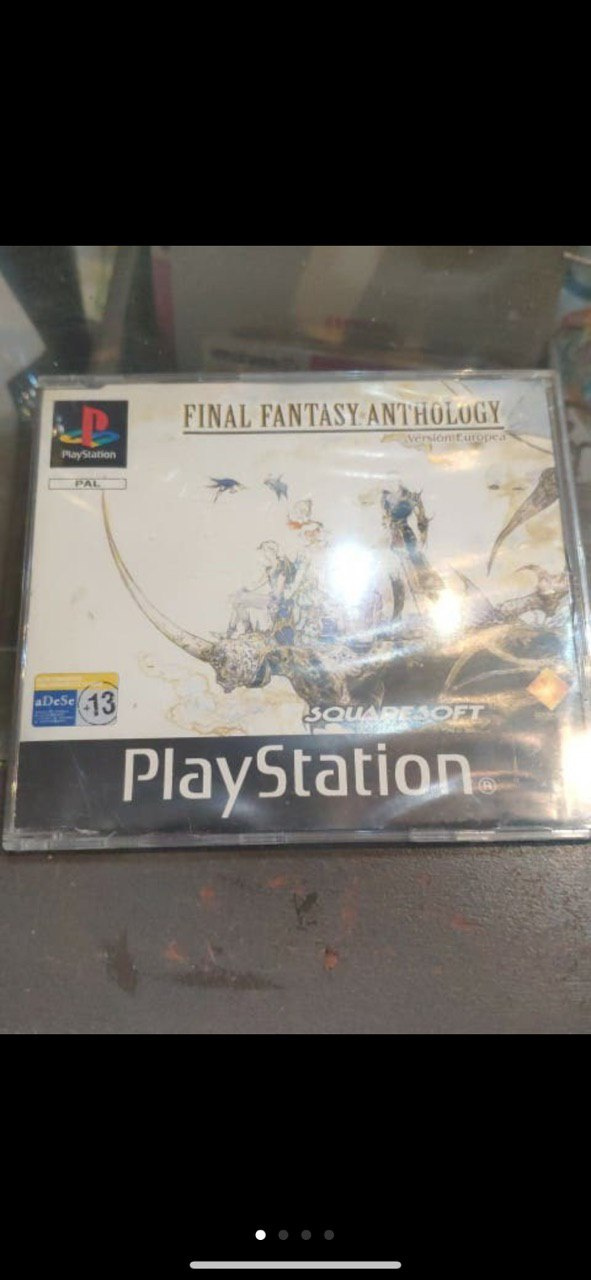 FINAL FANTASY ANTHOLOGY
Versión Europea
PlayStation
PAL
aDeSe
+13
SQUARESOFT
PlayStation®